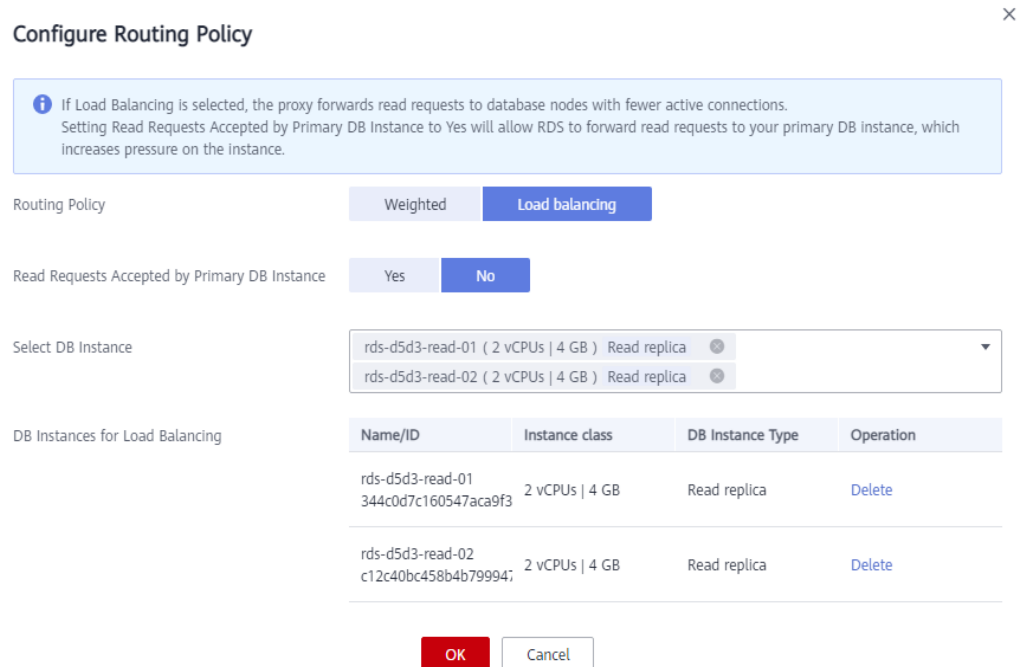 Configure Routing Policy
If Load Balancing is selected, the proxy forwards read requests to database nodes with fewer active connections.
Setting Read Requests Accepted by Primary DB Instance to Yes will allow RDS to forward read requests to your primary DB instance, which
increases pressure on the instance.
Routing Policy Weighted Load balancing
Read Requests Accepted by Primary DB Instance Yes No
Select DB Instance rds-d5d3-read-01 ( 2 vCPUs | 4 GB ) Read replica
rds-d5d3-read-02 ( 2 vCPUs | 4 GB ) Read replica
DB Instances for Load Balancing Name/ID Instance class DB Instance Type Operation
rds-d5d3-read-01
344c0d7c160547aca9f3 2 vCPUs | 4 GB Read replica Delete
rds-d5d3-read-02
c12c40bc458b4b799947 2 vCPUs | 4 GB Read replica Delete
OK Cancel